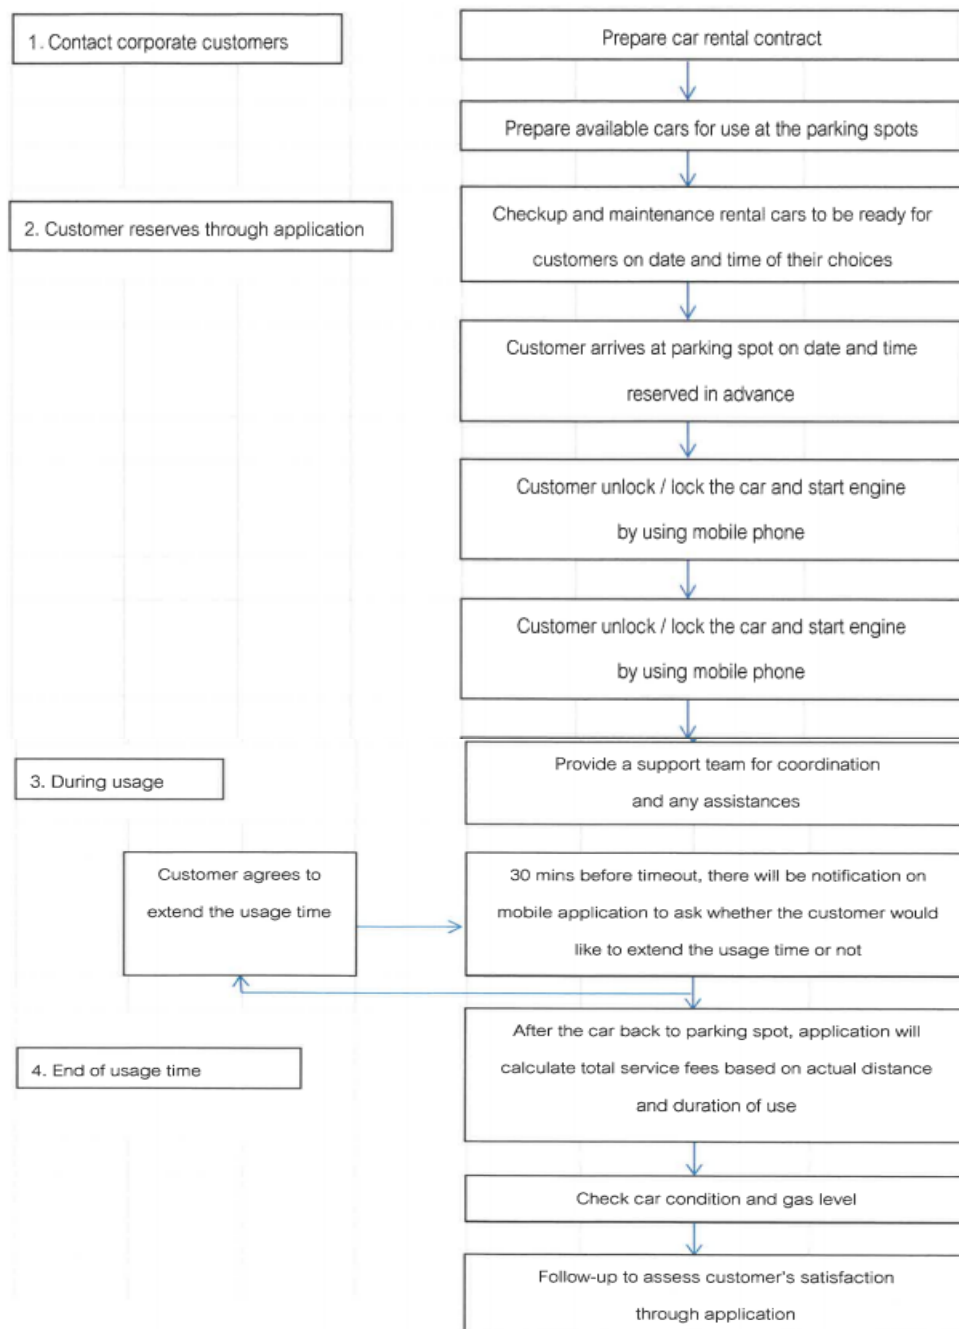 1. Contact corporate customers
Prepare car rental contract
Prepare available cars for use at the parking spots
2. Customer reserves through application
Checkup and maintenance rental cars to be ready for
customers on date and time of their choices
Customer arrives at parking spot on date and time
reserved in advance
Customer unlock / lock the car and start engine
by using mobile phone
Customer unlock / lock the car and start engine
by using mobile phone
3. During usage
Provide a support team for coordination
and any assistances
Customer agrees to
extend the usage time
30 mins before timeout, there will be notification on
mobile application to ask whether the customer would
like to extend the usage time or not
4. End of usage time
After the car back to parking spot, application will
calculate total service fees based on actual distance
and duration of use
Check car condition and gas level
Follow-up to assess customer's satisfaction
through application